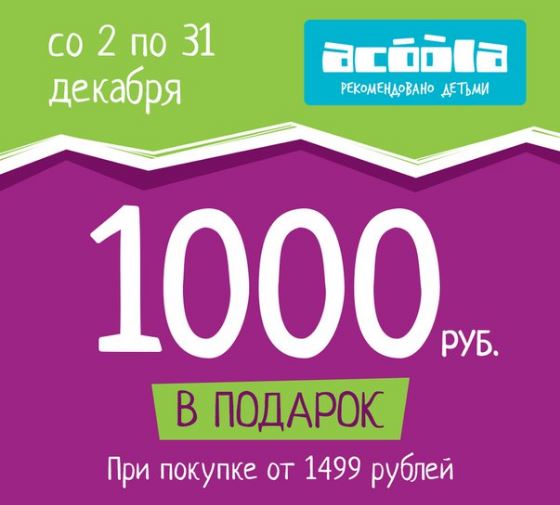 со 2 по 31
декабря
acoola
РЕКОМЕНДОВАНО ДЕТЬМИ
1000 РУБ.
В ПОДАРОК
При покупке от 1499 рублей